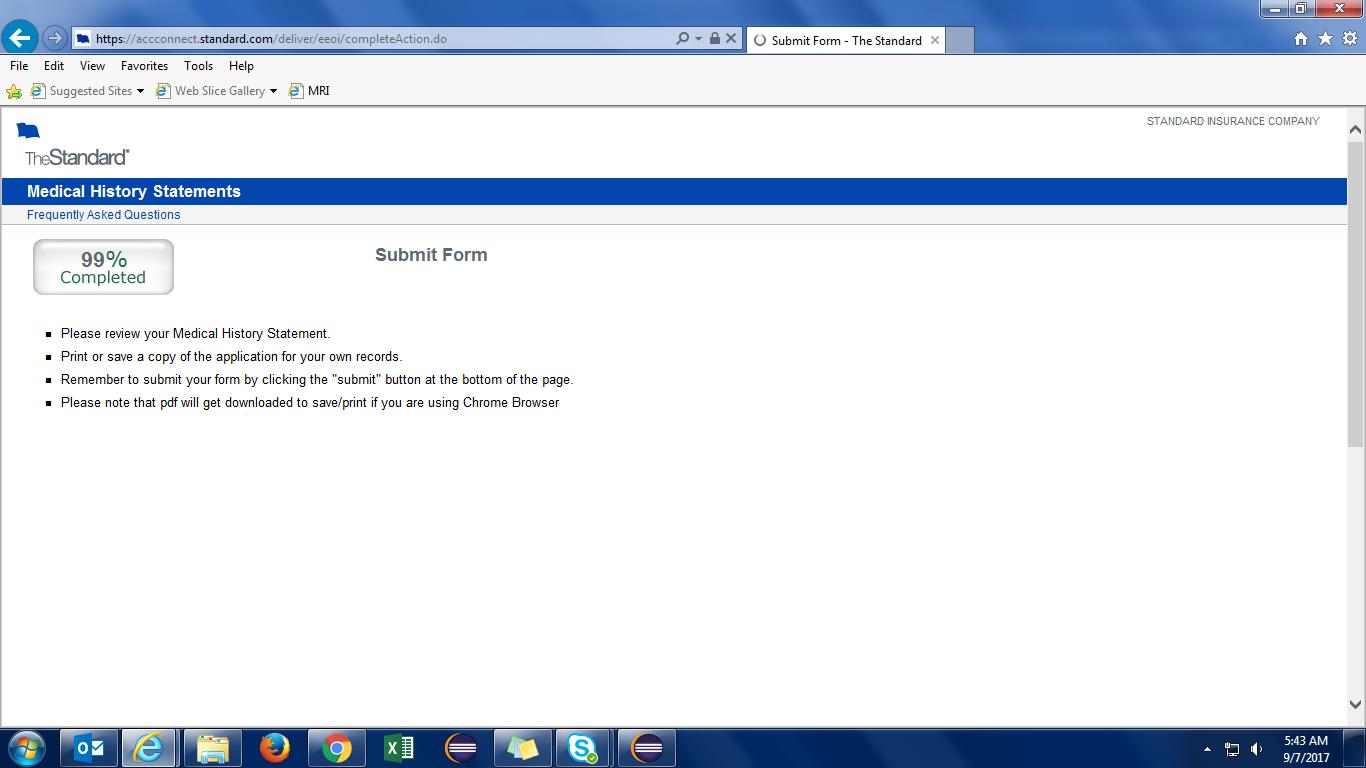 https://accconnect.standard.com/deliver/eeoi/completeAction.do
Submit Form - The Standard
File Edit View Favorites Tools Help
Suggested Sites Web Slice Gallery MRI
STANDARD INSURANCE COMPANY
TheStandard®
Medical History Statements
Frequently Asked Questions
99%
Completed
Submit Form
Please review your Medical History Statement.
Print or save a copy of the application for your own records.
Remember to submit your form by clicking the "submit" button at the bottom of the page.
Please note that pdf will get downloaded to save/print if you are using Chrome Browser
5:43 AM
9/7/2017